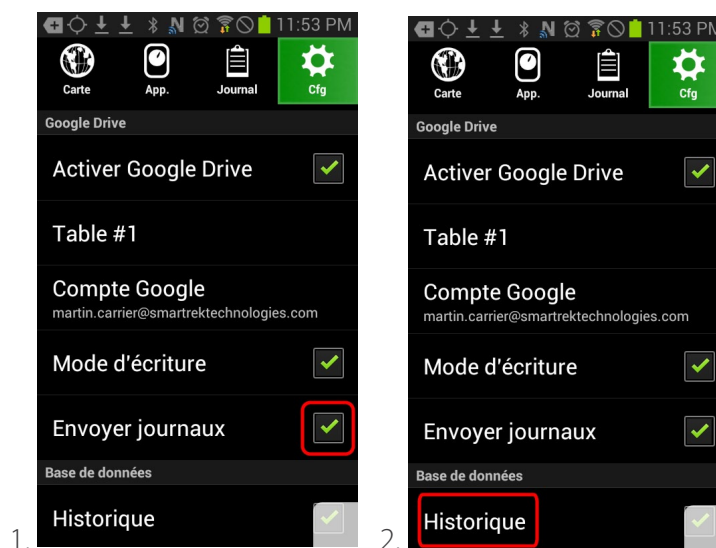 11:53 PM
Carte App. Journal Cfg
Google Drive
Activer Google Drive
Table #1
Compte Google
martin.carrier@smartrektechnologies.com
Mode d'écriture
Envoyer journaux
Base de données
Historique
1.
11:53 PM
Carte App. Journal Cfg
Google Drive
Activer Google Drive
Table #1
Compte Google
martin.carrier@smartrektechnologies.com
Mode d'écriture
Envoyer journaux
Base de données
Historique
2.